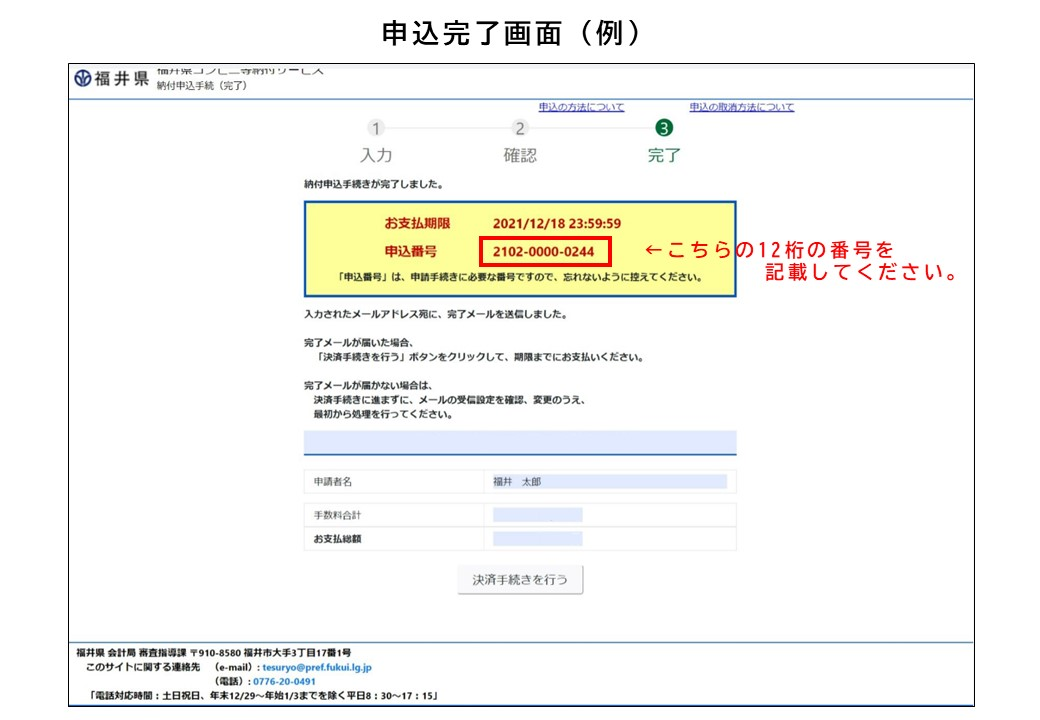 申込完了画面（例）
福井県
福井県コンビニ等納付サービス
納付申込手続（完了）
申込の方法について
申込の取消方法について
1
2
3
入力
確認
完了
納付申込手続きが完了しました。
お支払期限 2021/12/18 23:59:59
申込番号 2102-0000-0244
←こちらの12桁の番号を
記載してください。
「申込番号」は、申請手続きに必要な番号ですので、忘れないように控えてください。
入力されたメールアドレス宛に、完了メールを送信しました。
完了メールが届いた場合、
「決済手続きを行う」ボタンをクリックして、期限までにお支払いください。
完了メールが届かない場合は、
決済手続きに進まずに、メールの受信設定を確認、変更のうえ、
最初から処理を行ってください。
申請者名 福井　太郎
手数料合計
お支払総額
決済手続きを行う
福井県 会計局 審査指導課 〒910-8580 福井市大手3丁目17番1号
このサイトに関する連絡先　（e-mail）: tesuryo@pref.fukui.lg.jp
（電話）: 0776-20-0491
「電話対応時間：土日祝日、年末12/29～年始1/3までを除く平日8：30～17：15」